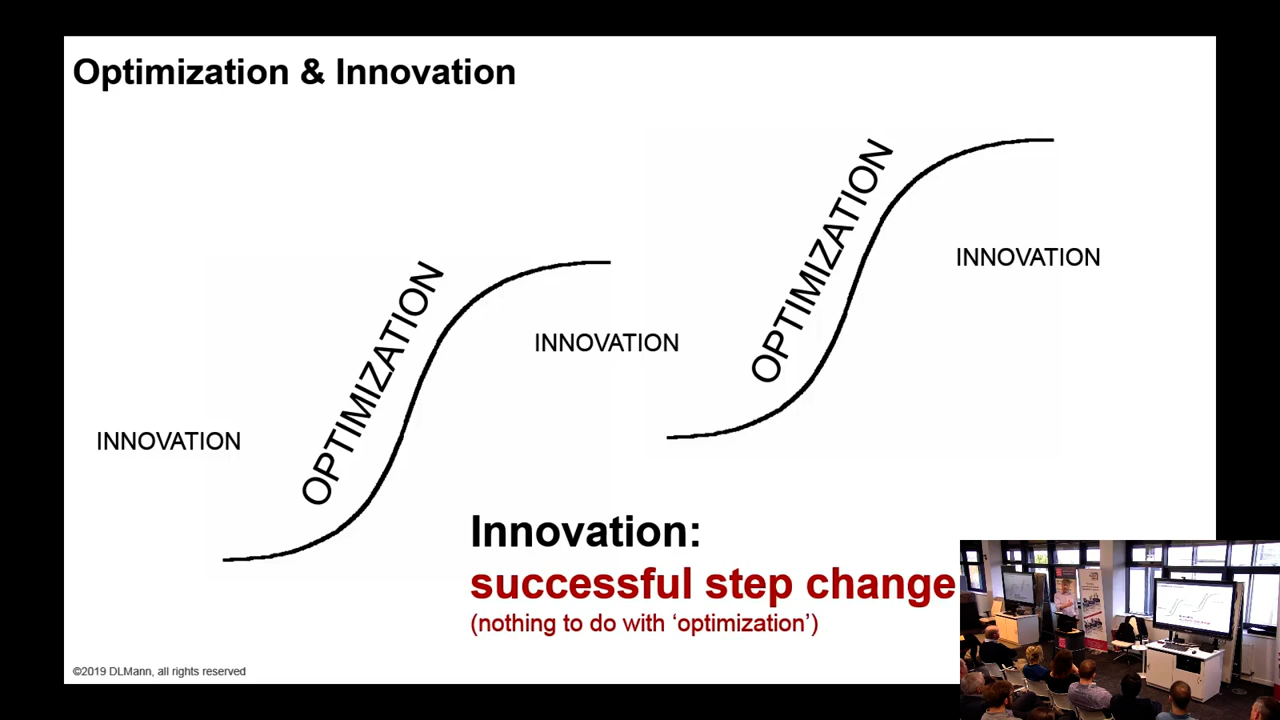 Optimization & Innovation
OPTIMIZATION
INNOVATION
OPTIMIZATION
INNOVATION
INNOVATION
Innovation:
successful step change
(nothing to do with ‘optimization’)
©2019 DLMann, all rights reserved